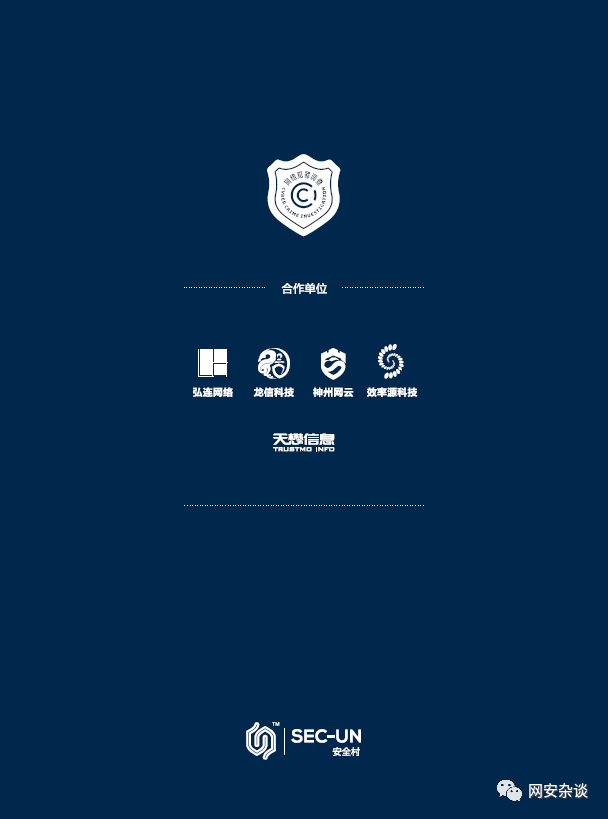 网络犯罪调查
CYBER CRIME INVESTIGATION
合作单位
弘连网络 龙信科技 神州网云 效率源科技
天懋信息
TRUSTMO INFO
TM
SEC-UN
安全村
网安杂谈